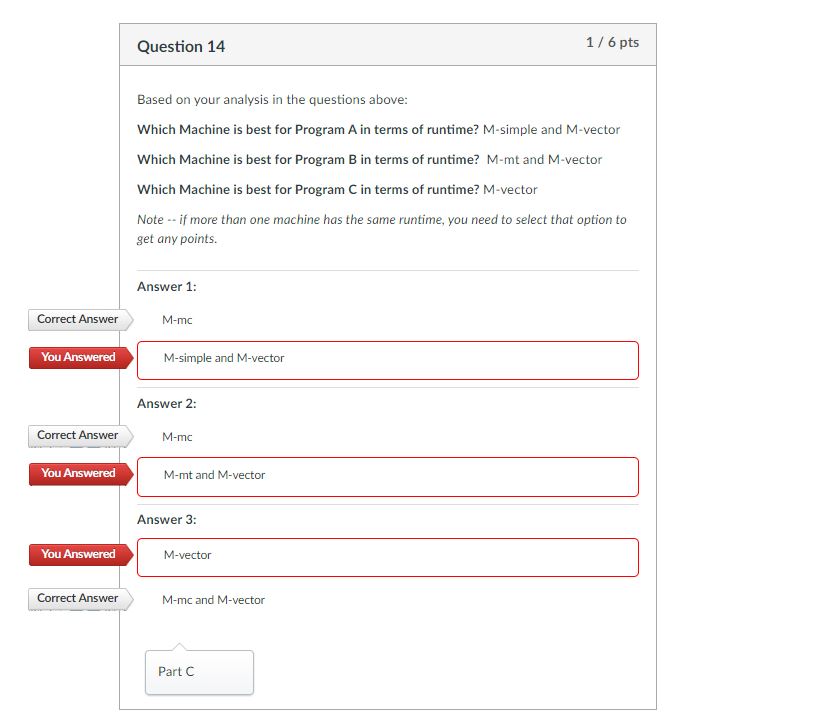 Question 14
1 / 6 pts
Based on your analysis in the questions above:
Which Machine is best for Program A in terms of runtime? M-simple and M-vector
Which Machine is best for Program B in terms of runtime? M-mt and M-vector
Which Machine is best for Program C in terms of runtime? M-vector
Note -- if more than one machine has the same runtime, you need to select that option to
get any points.
Answer 1:
Correct Answer
M-mc
You Answered
M-simple and M-vector
Answer 2:
Correct Answer
M-mc
You Answered
M-mt and M-vector
Answer 3:
You Answered
M-vector
Correct Answer
M-mc and M-vector
Part C